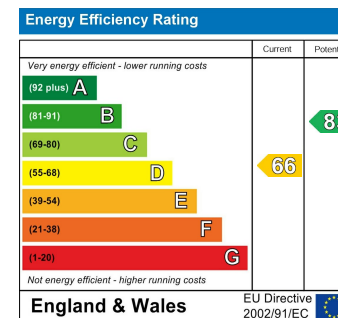 Energy Efficiency Rating
Current
Very energy efficient - lower running costs
(92 plus) A
(81-91) B
(69-80) C
(55-68) D
66
(39-54) E
(21-38) F
(1-20) G
Not energy efficient - higher running costs
England & Wales
EU Directive
2002/91/EC